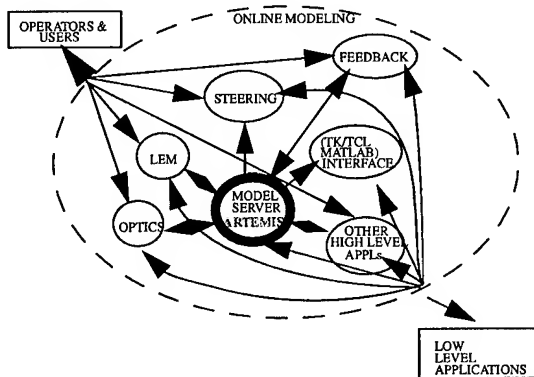 ONLINE MODELING
OPERATORS &
USERS
FEEDBACK
STEERING
(TK/TCL
MATLAB)
INTERFACE
LEM
MODEL
SERVER
ARTEMIS
OPTICS
OTHER
HIGH LEVEL
APPLs
LOW
LEVEL
APPLICATIONS